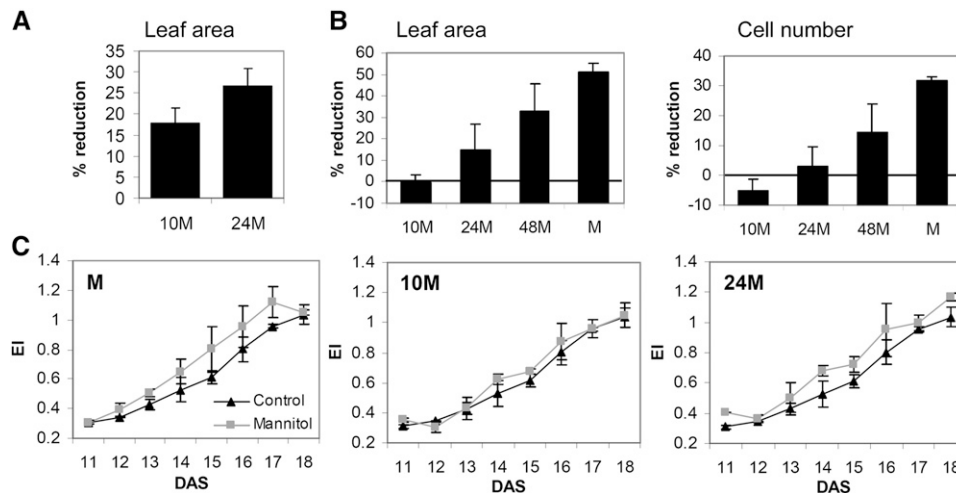 A
Leaf area
% reduction
35
30
25
20
15
10
5
0
10M
24M
B
Leaf area
% reduction
60
50
40
30
20
10
0
-10
10M
24M
48M
M
Cell number
% reduction
40
30
20
10
0
-10
10M
24M
48M
M
C
M
EI
1.4
1.2
1
0.8
0.6
0.4
0.2
Control
Mannitol
11 12 13 14 15 16 17 18
DAS
10M
EI
1.4
1.2
1
0.8
0.6
0.4
0.2
11 12 13 14 15 16 17 18
DAS
24M
EI
1.4
1.2
1
0.8
0.6
0.4
0.2
11 12 13 14 15 16 17 18
DAS